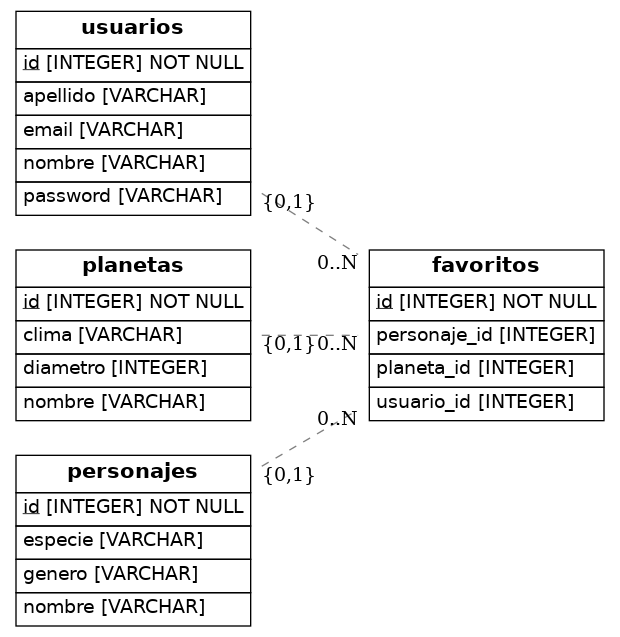 usuarios
id [INTEGER] NOT NULL
apellido [VARCHAR]
email [VARCHAR]
nombre [VARCHAR]
password [VARCHAR]
{0,1}
0..N
planetas
id [INTEGER] NOT NULL
clima [VARCHAR]
diametro [INTEGER]
nombre [VARCHAR]
{0,1}
0..N
favoritos
id [INTEGER] NOT NULL
personaje_id [INTEGER]
planeta_id [INTEGER]
usuario_id [INTEGER]
0..N
{0,1}
personajes
id [INTEGER] NOT NULL
especie [VARCHAR]
genero [VARCHAR]
nombre [VARCHAR]